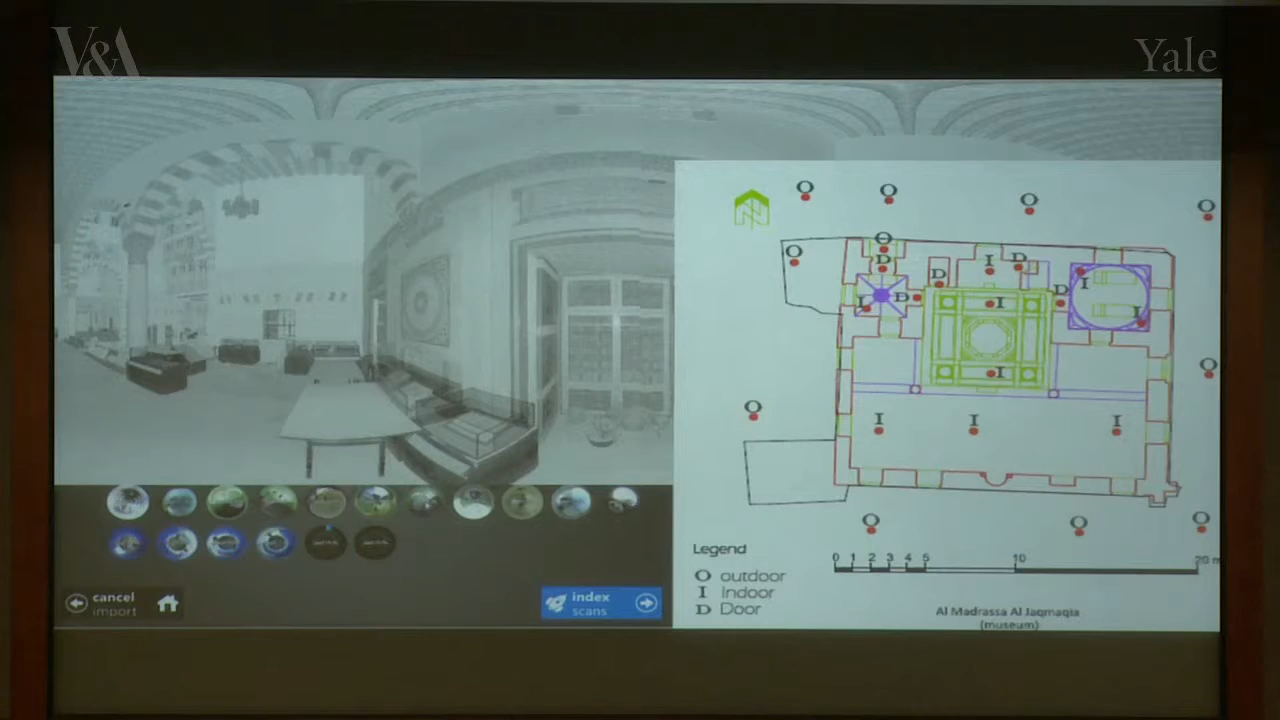 V&A
Yale
O O O O
O
O
D D
I D
D D I
I D I I
I
O
O
I I I
O O O
Legend
O outdoor
I Indoor
D Door
0 1 2 3 4 5 10 20 m
Al Madrassa Al Jaqmaqia
(museum)
cancel
import
index
scans